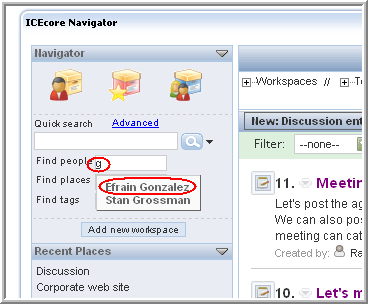 ICEcore Navigator
Navigator
Quick search Advanced
Find people g
Efrain Gonzalez
Stan Grossman
Find places
Find tags
Add new workspace
Recent Places
Discussion
Corporate web site
Workspaces //
New: Discussion ent
Filter: --none--
11. Meetin
Let's post the ag
We can also pos
meeting can cat
Created by: Ra
10. Let's m